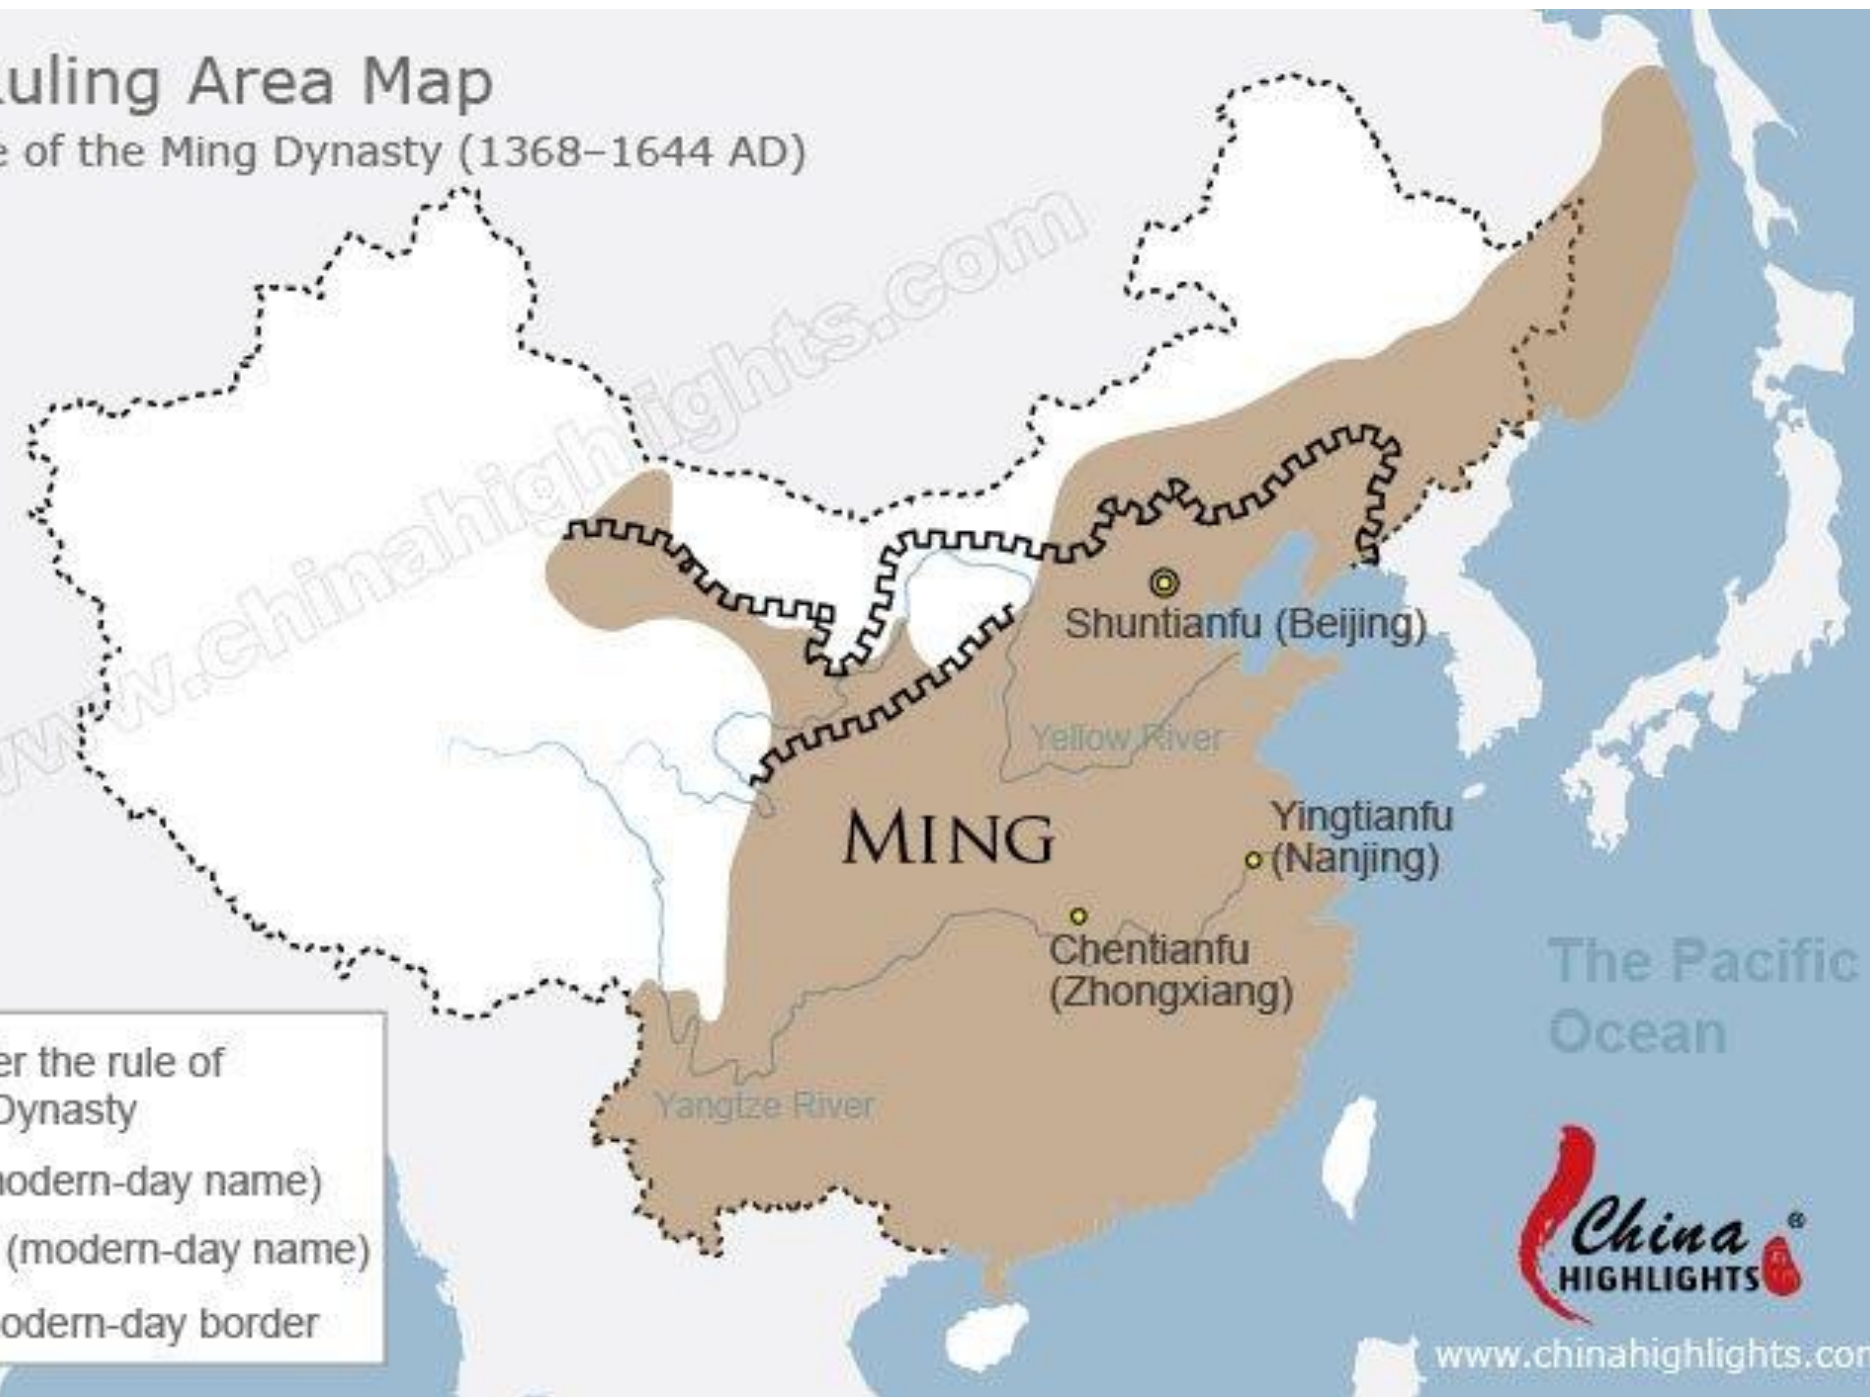 uling Area Map
e of the Ming Dynasty (1368–1644 AD)
www.chinahighlights.com
Shuntianfu (Beijing)
Yellow River
MING
Yingtianfu
(Nanjing)
Chentianfu
(Zhongxiang)
The Pacific
Ocean
Yangtze River
er the rule of
Dynasty
modern-day name)
(modern-day name)
odern-day border
China ®
HIGHLIGHTS
www.chinahighlights.com